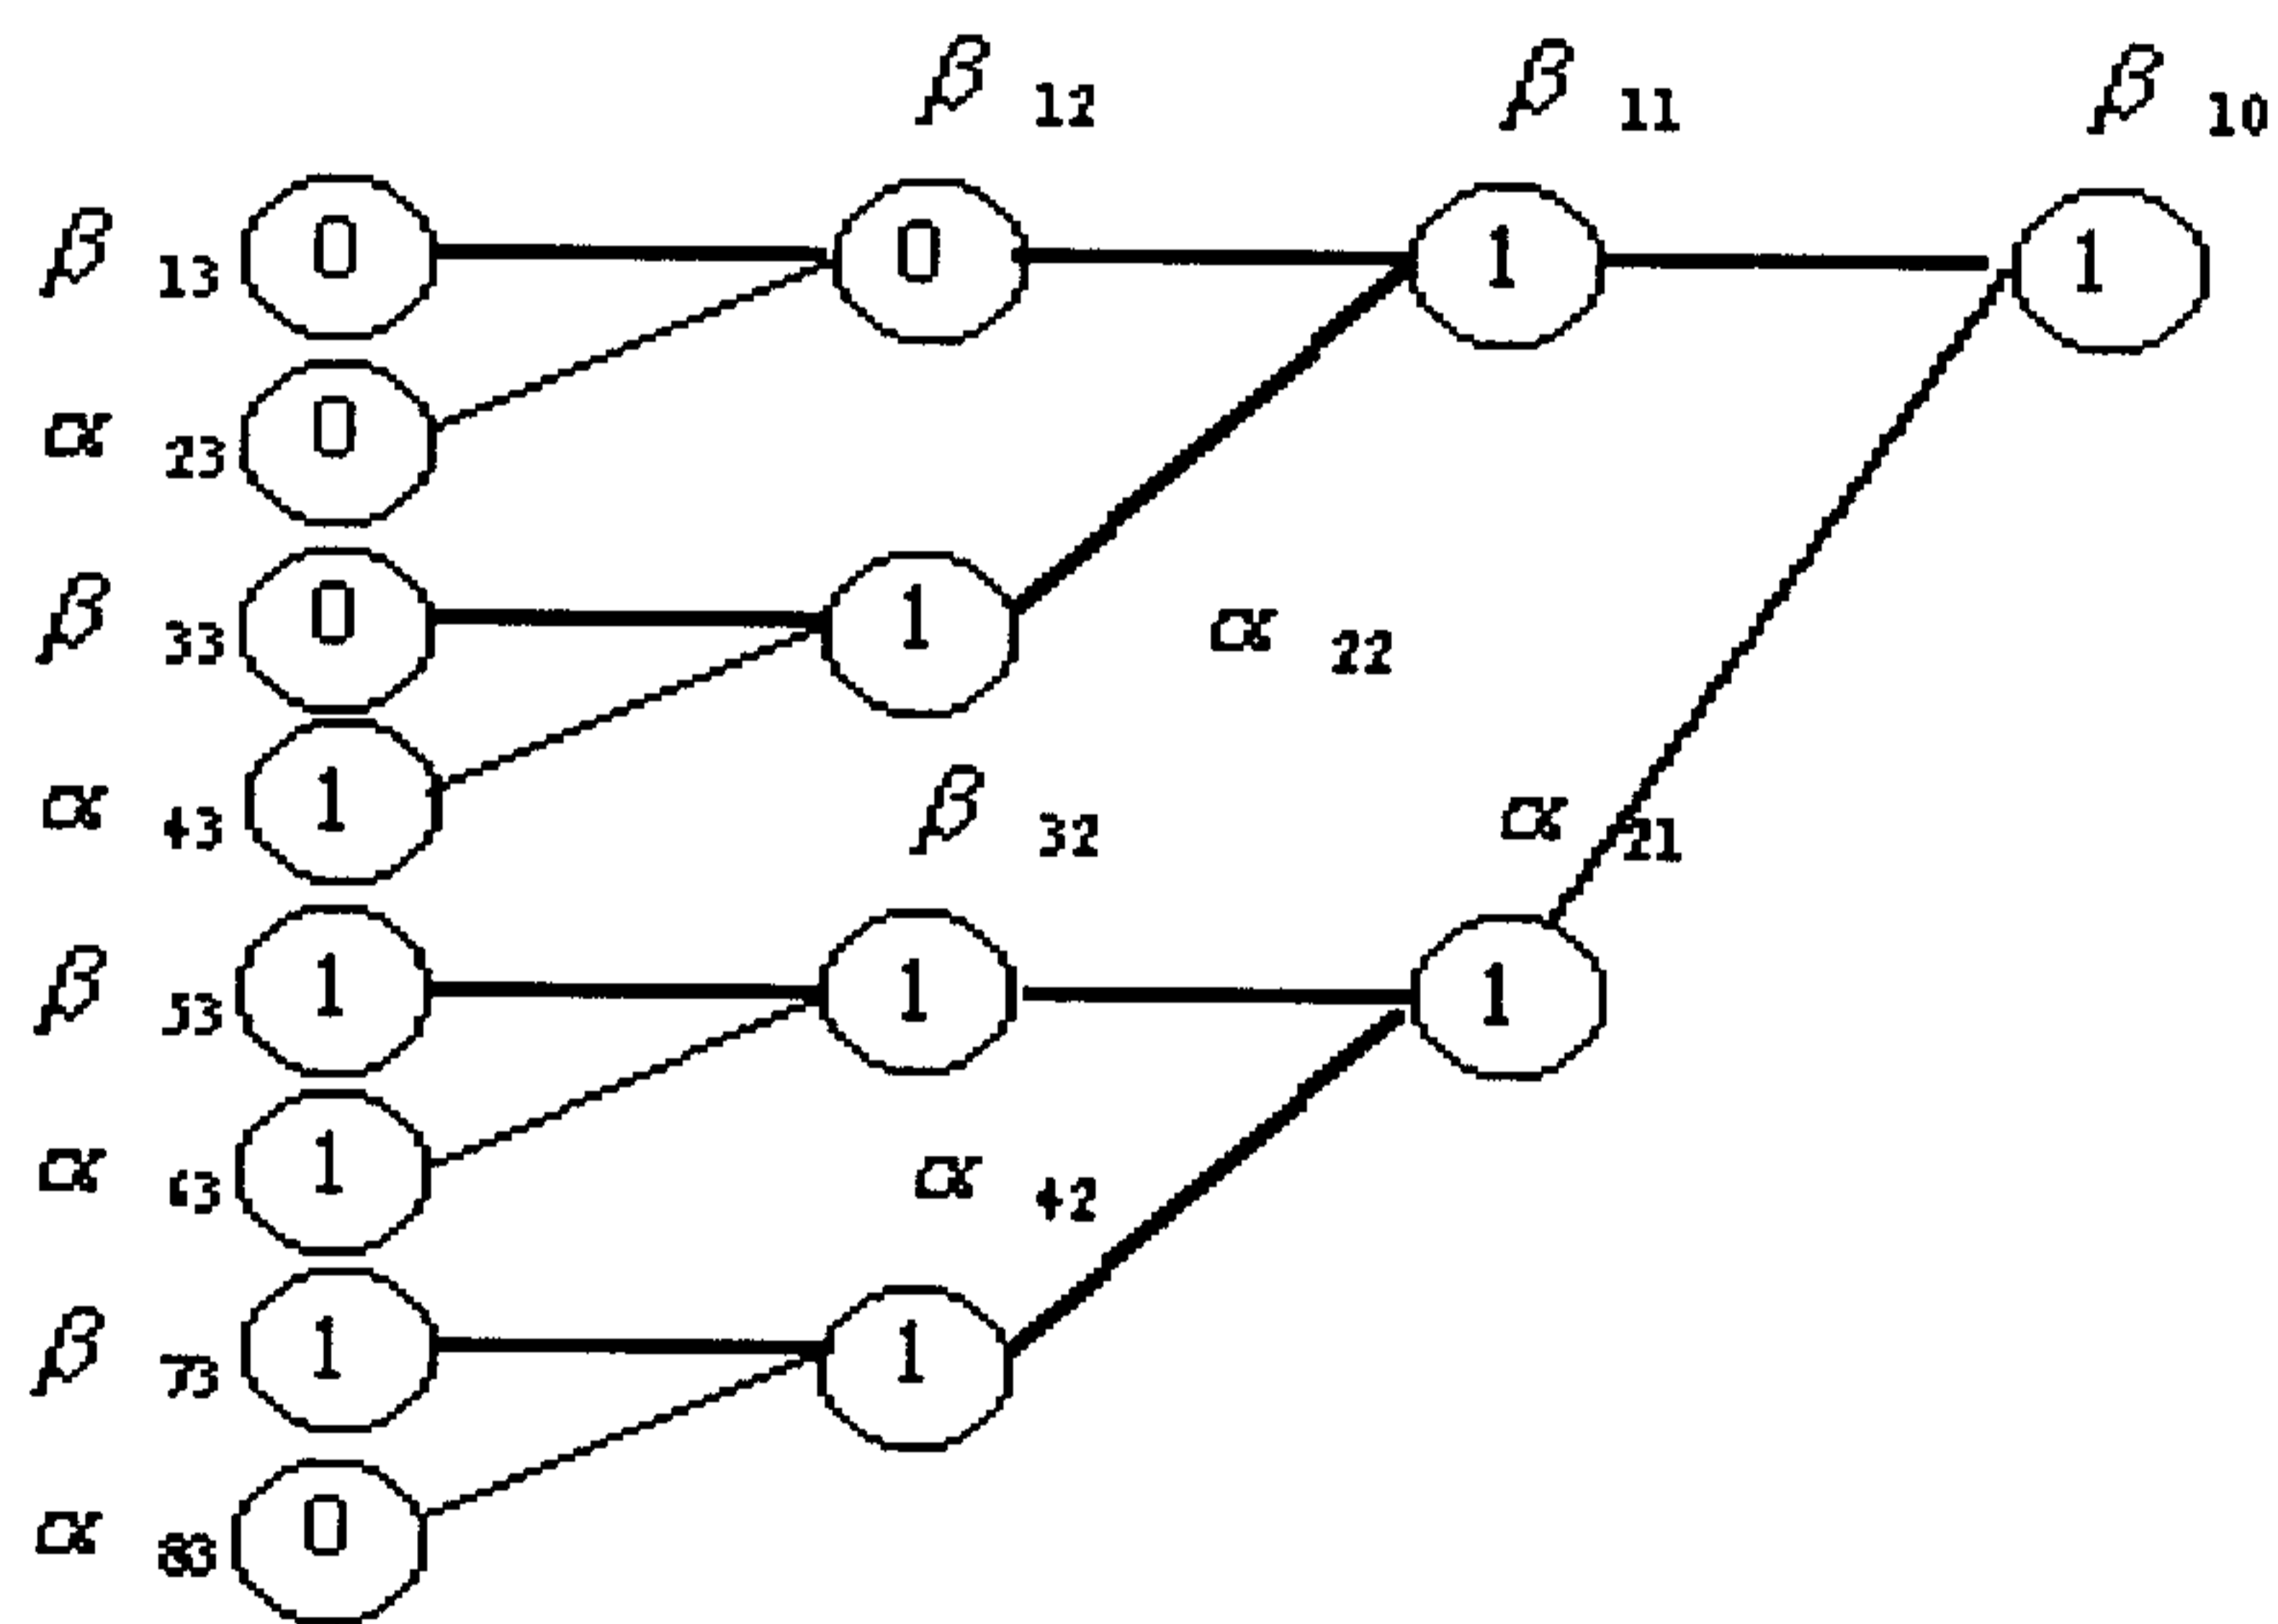 β 12 β 11 β 10
β 13 0 0 1 1
α 23 0
β 33 0 1 α 22
α 43 1 β 32 α 21
β 53 1 1 1
α 63 1 α 42
β 73 1 1
α 83 0